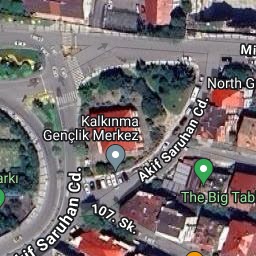 Mi
North G
Kalkınma
Gençlik Merkez
Akif Saruhan Cd.
The Big Tab
arkı
107. Sk.
Akif Saruhan Cd.